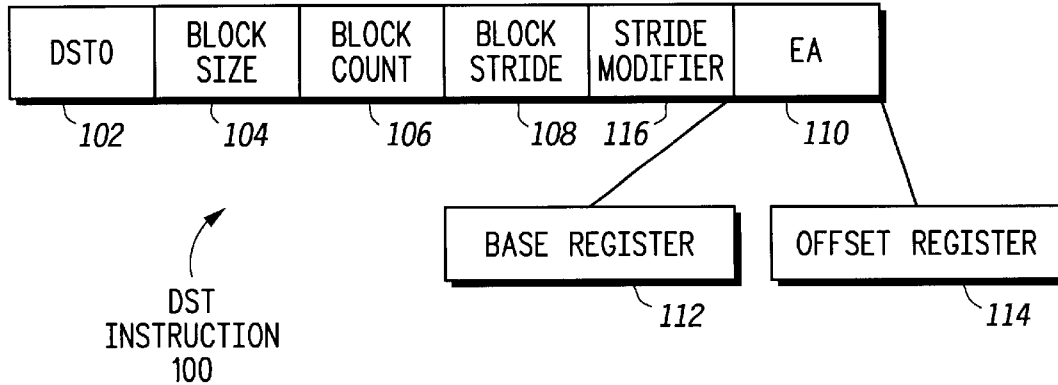 DST0
BLOCK
SIZE
BLOCK
COUNT
BLOCK
STRIDE
STRIDE
MODIFIER
EA
102
104
106
108
116
110
BASE REGISTER
OFFSET REGISTER
112
114
DST
INSTRUCTION
100